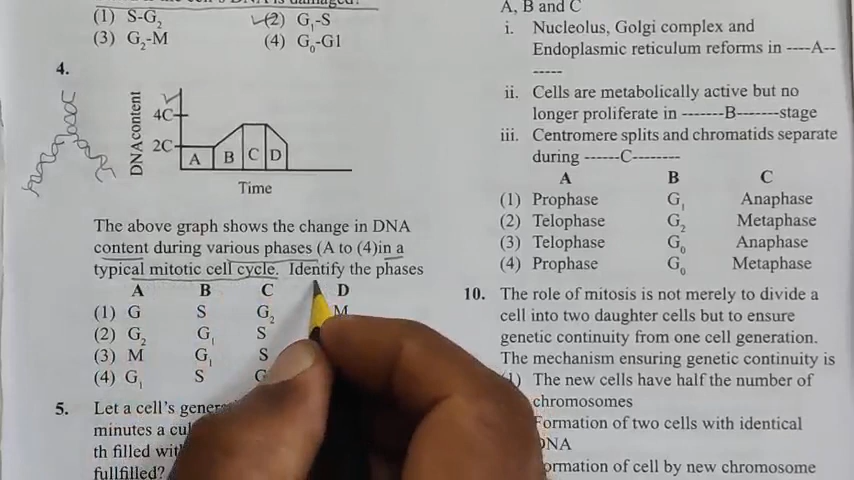 (1) S-G₂ (2) G₁-S
(3) G₂-M (4) G₀-G1
4.
DNA content
4C
2C
A B C D
Time
The above graph shows the change in DNA
content during various phases (A to (4)in a
typical mitotic cell cycle. Identify the phases
A B C D
(1) G S G₂ M
(2) G₂ G₁ S
(3) M G₁ S
(4) G₁ S
5. Let a cell's
minutes a
th filled
fullfilled?
A, B and C
i. Nucleolus, Golgi complex and
Endoplasmic reticulum reforms in ----A--
-----
ii. Cells are metabolically active but no
longer proliferate in -------B-------stage
iii. Centromere splits and chromatids separate
during ------C--------
A B C
(1) Prophase G₁ Anaphase
(2) Telophase G₂ Metaphase
(3) Telophase G₀ Anaphase
(4) Prophase G₀ Metaphase
10. The role of mitosis is not merely to divide a
cell into two daughter cells but to ensure
genetic continuity from one cell generation.
The mechanism ensuring genetic continuity is
(1) The new cells have half the number of
chromosomes
Formation of two cells with identical
DNA
of cell by new chromosome